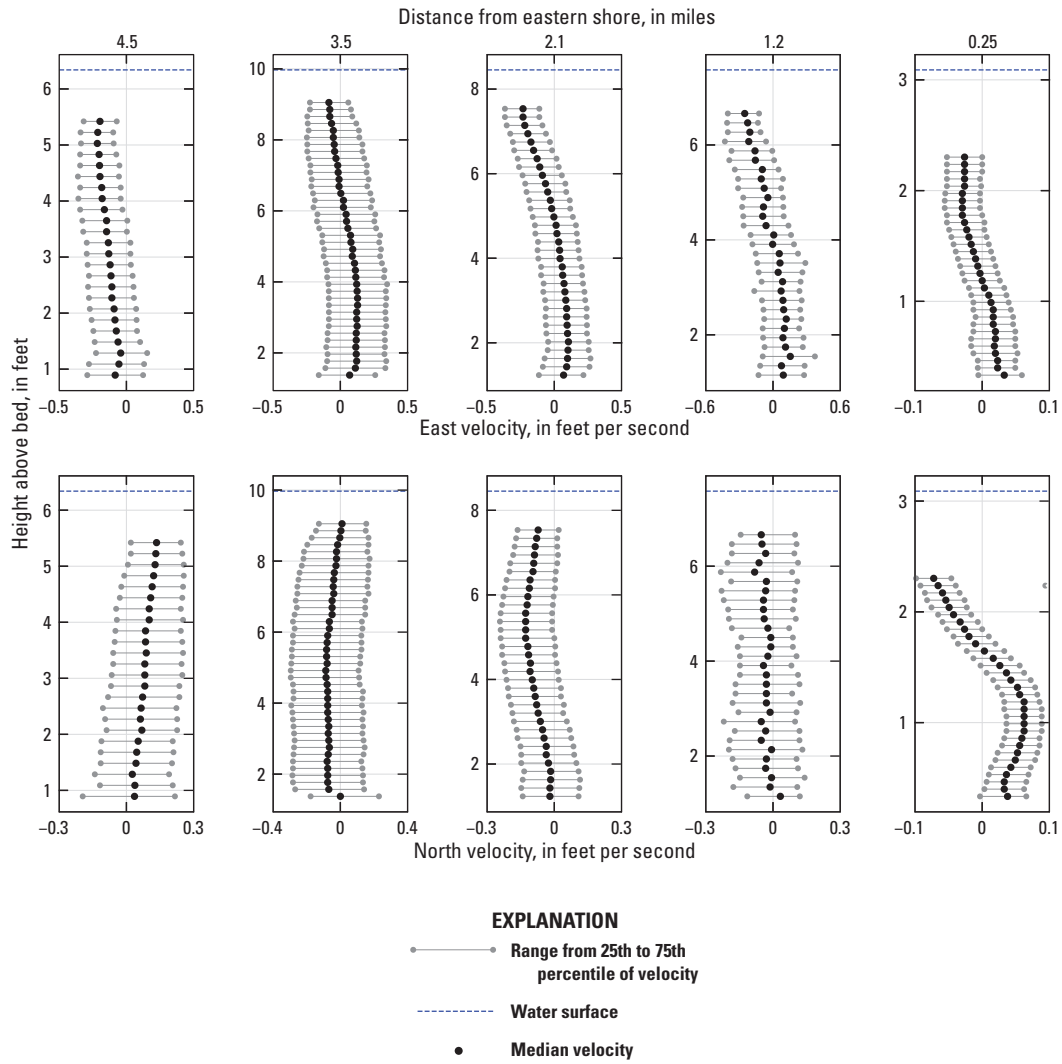 Distance from eastern shore, in miles
4.5 3.5 2.1 1.2 0.25
Height above bed, in feet
6
5
4
3
2
1
−0.5 0 0.5
10
8
6
4
2
−0.5 0 0.5
8
6
4
2
−0.5 0 0.5
6
4
2
−0.6 0 0.6
3
2
1
−0.1 0 0.1
East velocity, in feet per second
6
5
4
3
2
1
−0.3 0 0.3
10
8
6
4
2
−0.4 0 0.4
8
6
4
2
−0.3 0 0.3
6
4
2
−0.3 0 0.3
3
2
1
−0.1 0 0.1
North velocity, in feet per second
EXPLANATION
Range from 25th to 75th
percentile of velocity
Water surface
Median velocity